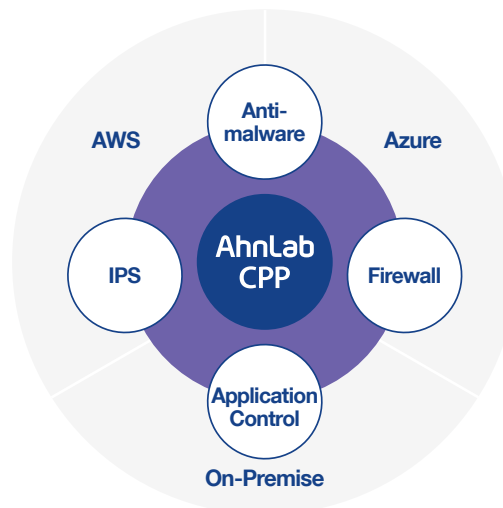 Anti-
malware
AWS
Azure
AhnLab
CPP
IPS
Firewall
Application
Control
On-Premise